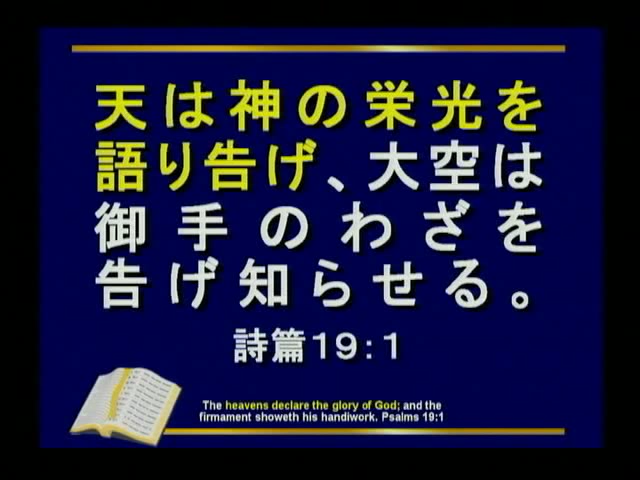 天は神の栄光を
語り告げ、大空は
御手のわざを
告げ知らせる。
詩篇19:1
The heavens declare the glory of God; and the
firmament showeth his handiwork. Psalms 19:1